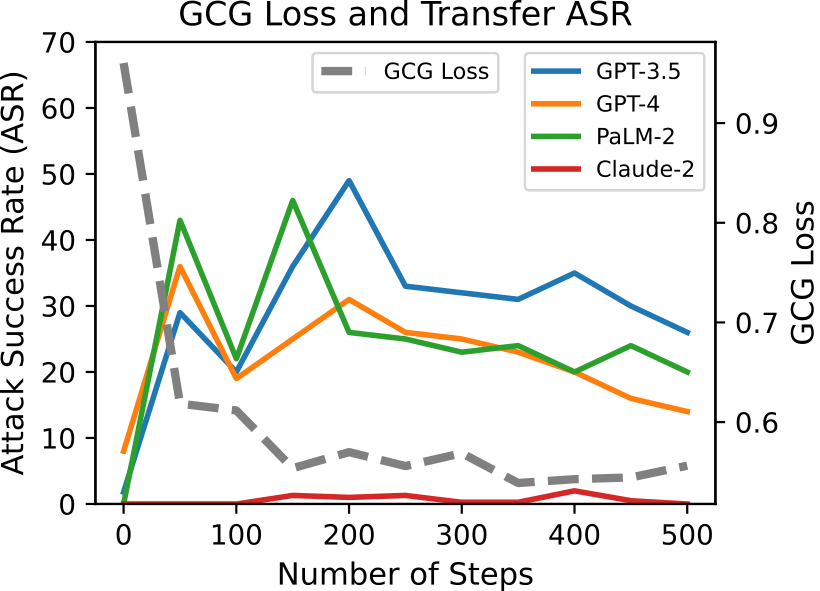 GCG Loss and Transfer ASR
Attack Success Rate (ASR)
70
60
50
40
30
20
10
0
GCG Loss
GPT-3.5
GPT-4
PaLM-2
Claude-2
0.9
0.8
0.7
0.6
GCG Loss
0 100 200 300 400 500
Number of Steps